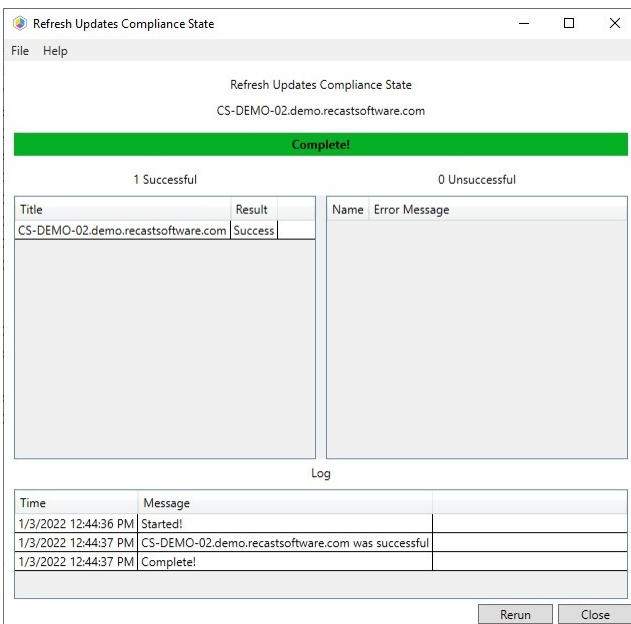 Refresh Updates Compliance State
File Help
Refresh Updates Compliance State
CS-DEMO-02.demo.recastsoftware.com
Complete!
1 Successful
0 Unsuccessful
Title Result
CS-DEMO-02.demo.recastsoftware.com Success
Name Error Message
Log
Time Message
1/3/2022 12:44:36 PM Started!
1/3/2022 12:44:37 PM CS-DEMO-02.demo.recastsoftware.com was successful
1/3/2022 12:44:37 PM Complete!
Rerun Close